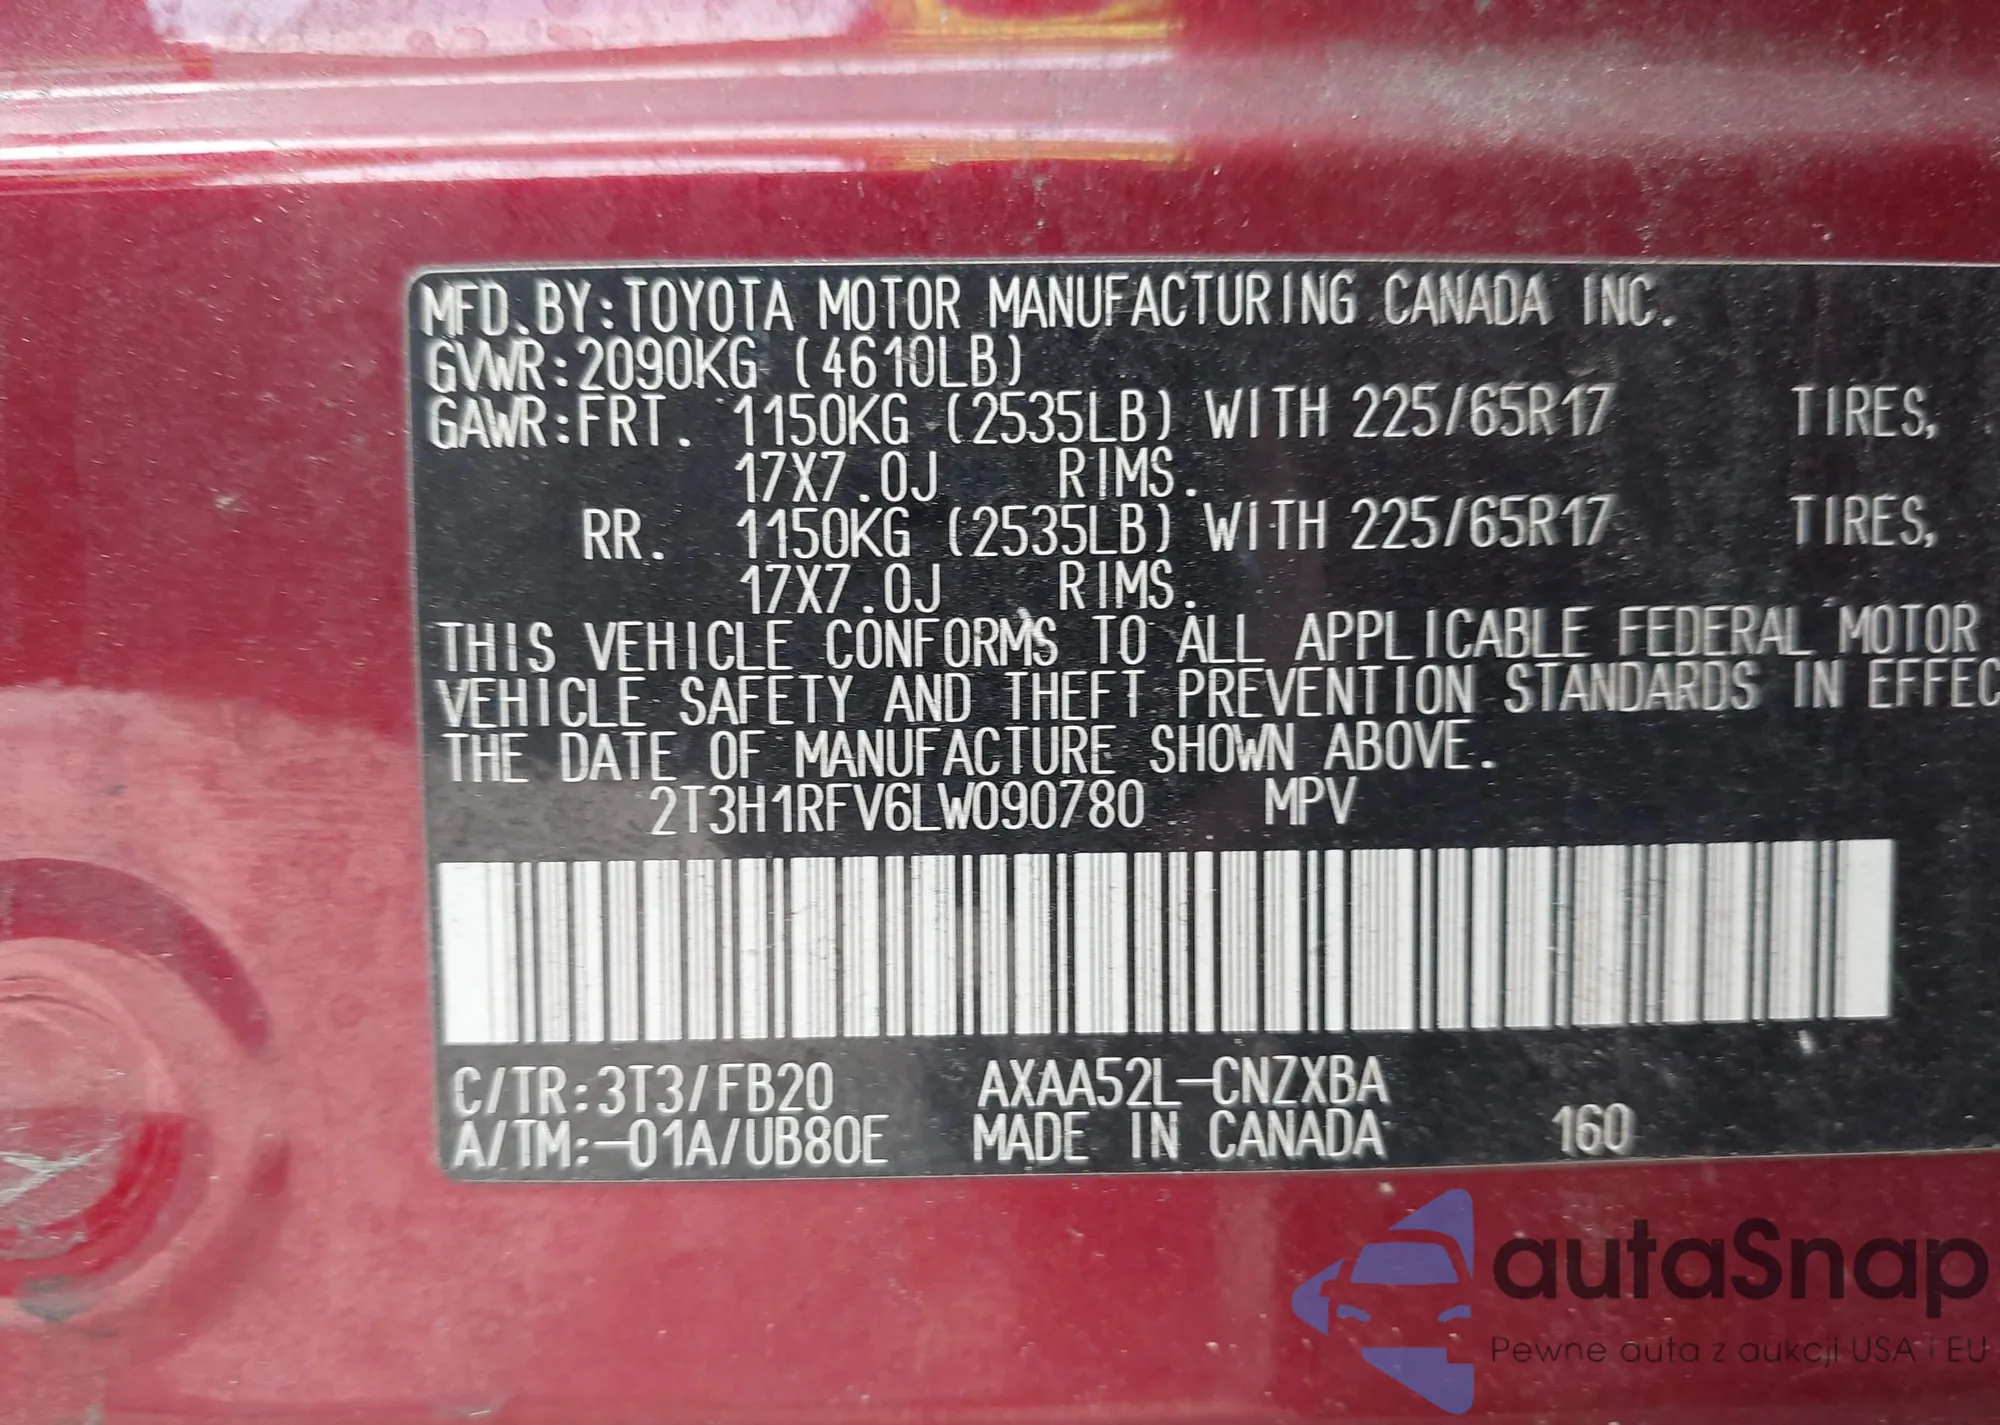 MFD. BY: TOYOTA MOTOR MANUFACTURING CANADA INC.
GVWR: 2090KG (4610LB)
GAWR: FRT. 1150KG (2535LB) WITH 225/65R17 TIRES,
17X7.0J RIMS.
RR. 1150KG (2535LB) WITH 225/65R17 TIRES,
17X7.0J RIMS.
THIS VEHICLE CONFORMS TO ALL APPLICABLE FEDERAL MOTOR
VEHICLE SAFETY AND THEFT PREVENTION STANDARDS IN EFFEC
THE DATE OF MANUFACTURE SHOWN ABOVE.
2T3H1RFV6LW090780 MPV
C/TR: 3T3/FB20 AXAA52L-CNZXBA
A/TM:-01A/UB80E MADE IN CANADA 160
autaSnap
Pewne auta z aukcji USA i EU